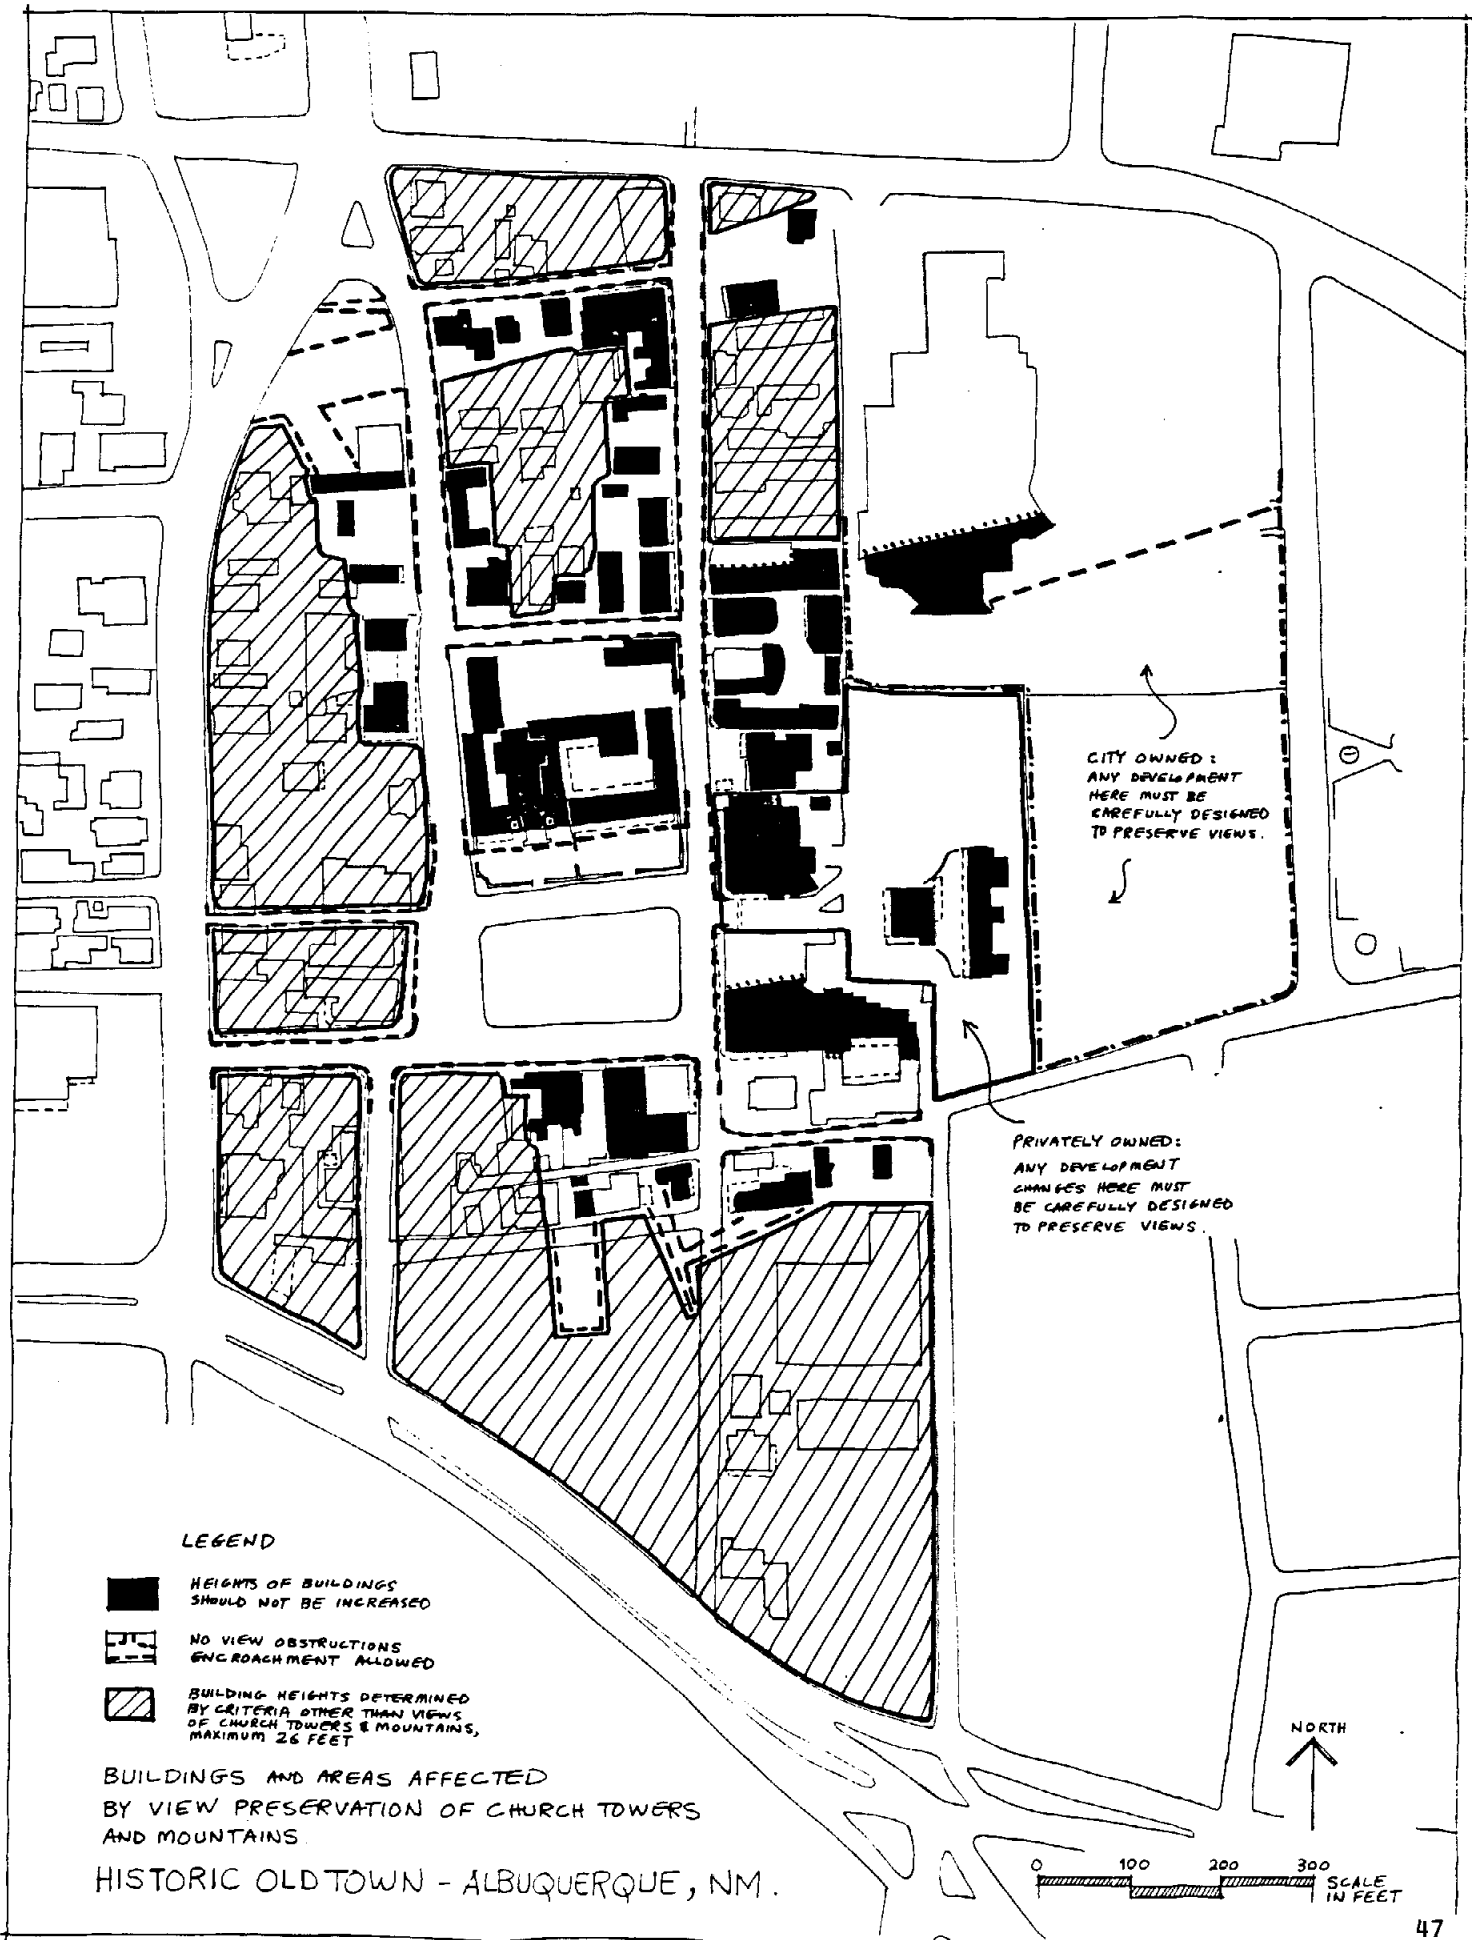 CITY OWNED:
ANY DEVELOPMENT
HERE MUST BE
CAREFULLY DESIGNED
TO PRESERVE VIEWS.
PRIVATELY OWNED:
ANY DEVELOPMENT
CHANGES HERE MUST
BE CAREFULLY DESIGNED
TO PRESERVE VIEWS.
LEGEND
HEIGHTS OF BUILDINGS
SHOULD NOT BE INCREASED
NO VIEW OBSTRUCTIONS
ENCROACHMENT ALLOWED
BUILDING HEIGHTS DETERMINED
BY CRITERIA OTHER THAN VIEWS
OF CHURCH TOWERS & MOUNTAINS,
MAXIMUM 26 FEET
BUILDINGS AND AREAS AFFECTED
BY VIEW PRESERVATION OF CHURCH TOWERS
AND MOUNTAINS
HISTORIC OLD TOWN - ALBUQUERQUE, NM.
NORTH
0 100 200 300
SCALE
IN FEET
47